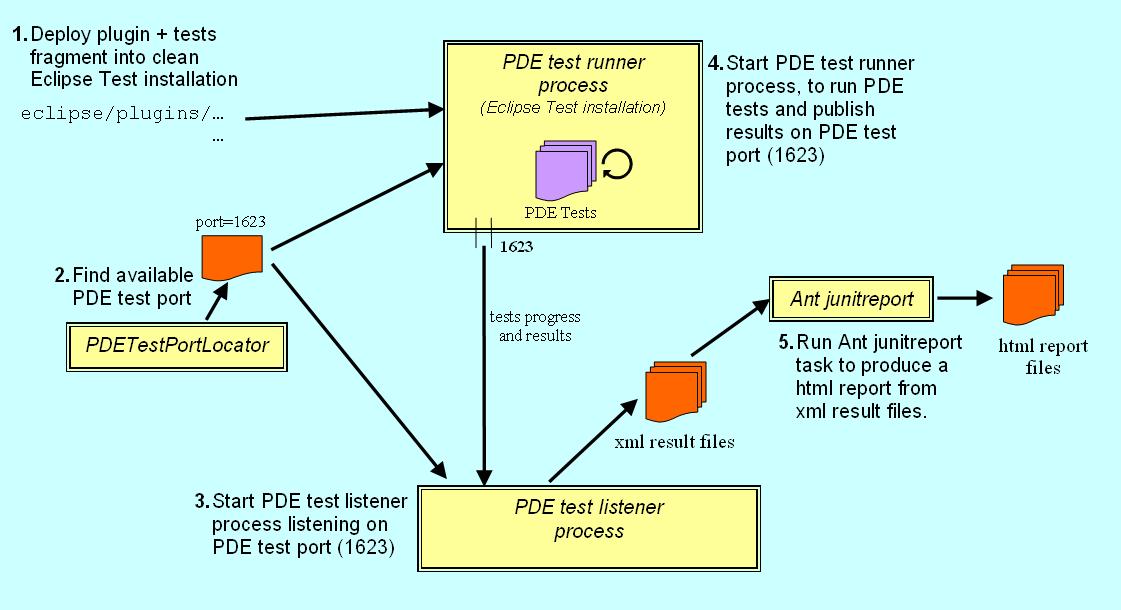 1. Deploy plugin + tests
fragment into clean
Eclipse Test installation
eclipse/plugins/…
…
PDE test runner
process
(Eclipse Test installation)
PDE Tests
1623
4. Start PDE test runner
process, to run PDE
tests and publish
results on PDE test
port (1623)
port=1623
2. Find available
PDE test port
PDETestPortLocator
tests progress
and results
Ant junitreport
5. Run Ant junitreport
task to produce a
html report from
xml result files.
html report
files
xml result files
3. Start PDE test listener
process listening on
PDE test port (1623)
PDE test listener
process